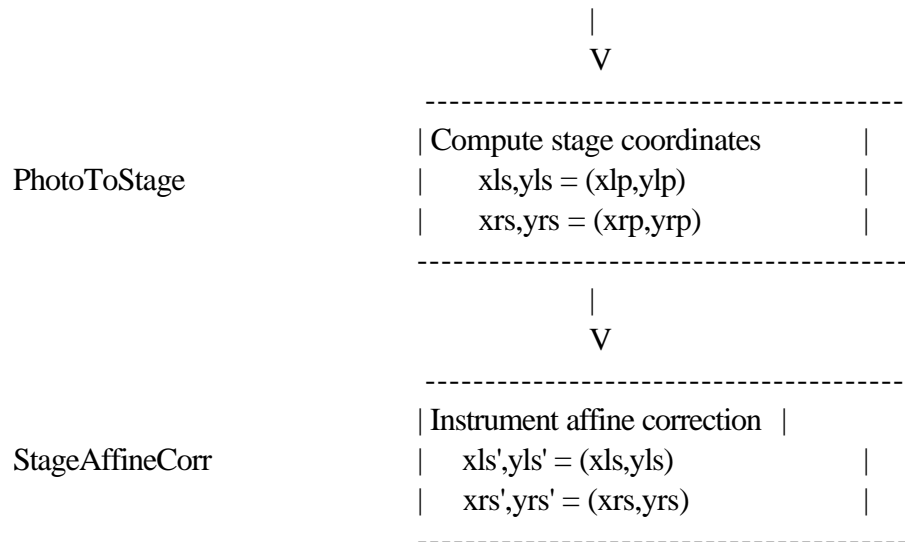 |
V
----------------------------------------
| Compute stage coordinates |
PhotoToStage | xls,yls = (xlp,ylp) |
| xrs,yrs = (xrp,yrp) |
-----------------------------------------
|
V
----------------------------------------
| Instrument affine correction |
StageAffineCorr | xls',yls' = (xls,yls) |
| xrs',yrs' = (xrs,yrs) |
-----------------------------------------